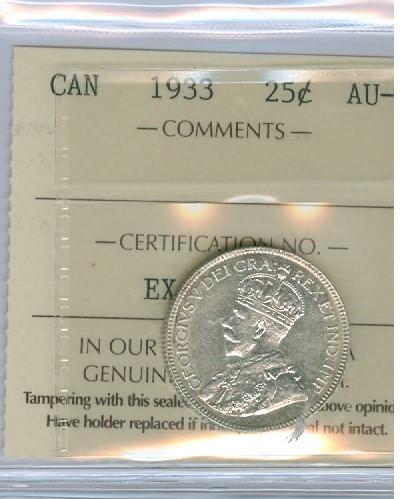 CAN 1933 25¢ AU-
— COMMENTS —
— CERTIFICATION NO. —
EX
IN OUR
GENUIN
Tampering with this seale bove opinio
Have holder replaced if in al not intact.
GEORGIVS V DEI GRA: REX ET IND: IMP: